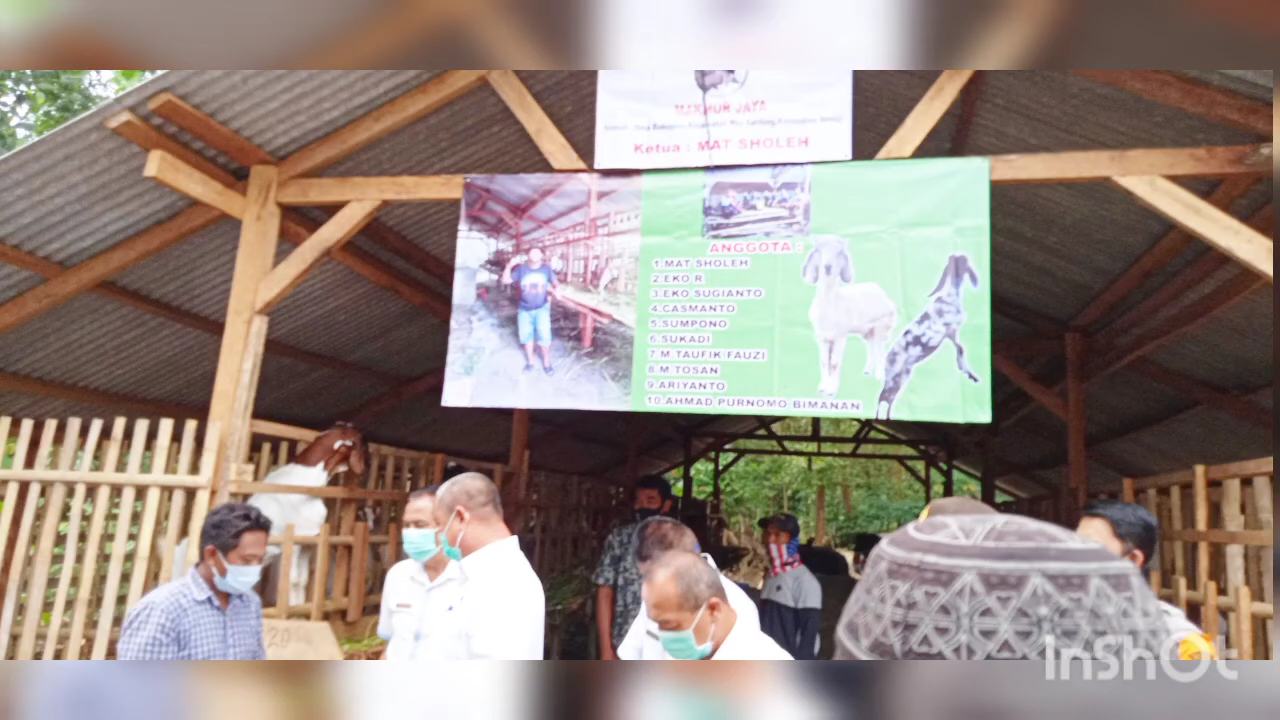 MAKMUR JAYA
Ketua : MAT SHOLEH
ANGGOTA :
1.MAT SHOLEH
2.EKO R
3.EKO SUGIANTO
4.CASMANTO
5.SUMPONO
6.SUKADI
7.M.TAUFIK FAUZI
8.M.TOSAN
9.ARIYANTO
10.AHMAD PURNOMO BIMANAN
20
InShOt